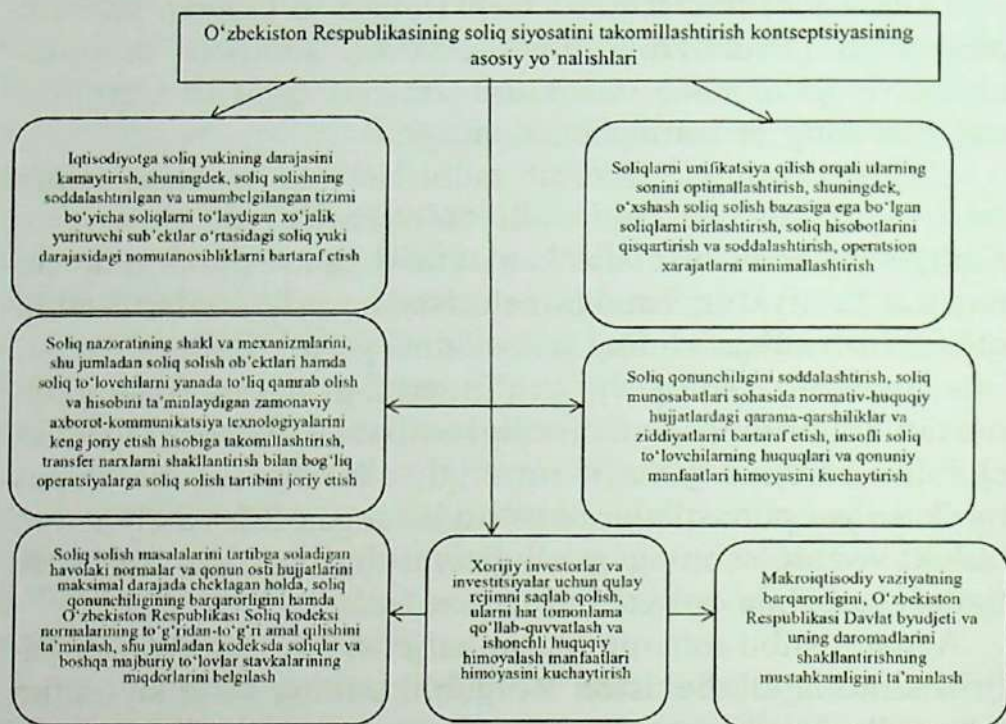 O‘zbekiston Respublikasining soliq siyosatini takomillashtirish kontseptsiyasining
asosiy yo’nalishlari
Iqtisodiyotga soliq yukining darajasini
kamaytirish, shuningdek, soliq solishning
soddalashtirilgan va umumbelgilangan tizimi
bo’yicha soliqlarni to’laydigan xo’jalik
yurituvchi sub’ektlar o‘rtasidagi soliq yuki
darajasidagi nomutanosibliklarni bartaraf etish
Soliqlarni unifikatsiya qilish orqali ularning
sonini optimallashtirish, shuningdek,
o’xshash soliq solish bazasiga ega bo‘lgan
soliqlarni birlashtirish, soliq hisobotlarini
qisqartirish va soddalashtirish, operatsion
xarajatlarni minimallashtirish
Soliq nazoratining shakl va mexanizmlarini,
shu jumladan soliq solish ob’ektlari hamda
soliq to‘lovchilarni yanada to‘liq qamrab olish
va hisobini ta’minlaydigan zamonaviy
axborot-kommunikatsiya texnologiyalarini
keng joriy etish hisobiga takomillashtirish,
transfer narxlarni shakllantirish bilan bog‘liq
operatsiyalarga soliq solish tartibini joriy etish
Soliq qonunchiligini soddalashtirish, soliq
munosabatlari sohasida normativ-huquqiy
hujjatlardagi qarama-qarshiliklar va
ziddiyatlarni bartaraf etish, insofli soliq
to‘lovchilarning huquqlari va qonuniy
manfaatlari himoyasini kuchaytirish
Soliq solish masalalarini tartibga soladigan
havolaki normalar va qonun osti hujjatlarini
maksimal darajada cheklagan holda, soliq
qonunchiligining barqarorligini hamda
O‘zbekiston Respublikasi Soliq kodeksi
normalarining to‘g‘ridan-to‘g‘ri amal qilishini
ta’minlash, shu jumladan kodeksda soliqlar va
boshqa majburiy to‘lovlar stavkalarining
miqdorlarini belgilash
Xorijiy investorlar va
investitsiyalar uchun qulay
rejimni saqlab qolish,
ularni har tomonlama
qo‘llab-quvvatlash va
ishonchli huquqiy
himoyalash manfaatlari
himoyasini kuchaytirish
Makroiqtisodiy vaziyatning
barqarorligini, O‘zbekiston
Respublikasi Davlat byudjeti va
uning daromadlarini
shakllantirishning
mustahkamligini ta’minlash